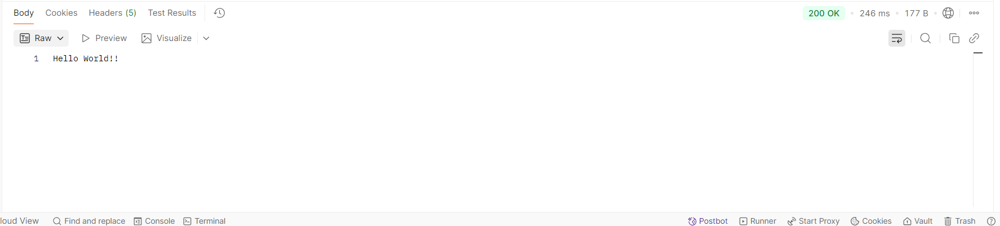 Body Cookies Headers (5) Test Results 200 OK 246 ms 177 B
Raw Preview Visualize
1 Hello World!!
loud View Find and replace Console Terminal Postbot Runner Start Proxy Cookies Vault Trash